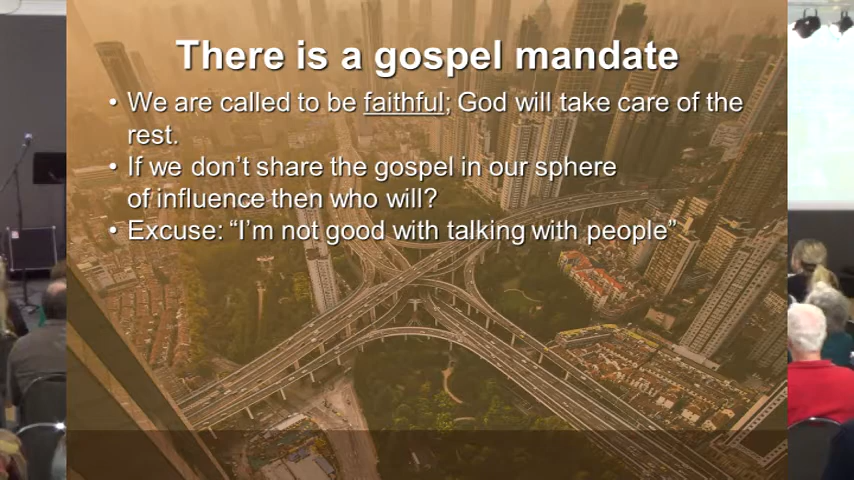 There is a gospel mandate
• We are called to be faithful; God will take care of the
rest.
• If we don’t share the gospel in our sphere
of influence then who will?
• Excuse: “I’m not good with talking with people”